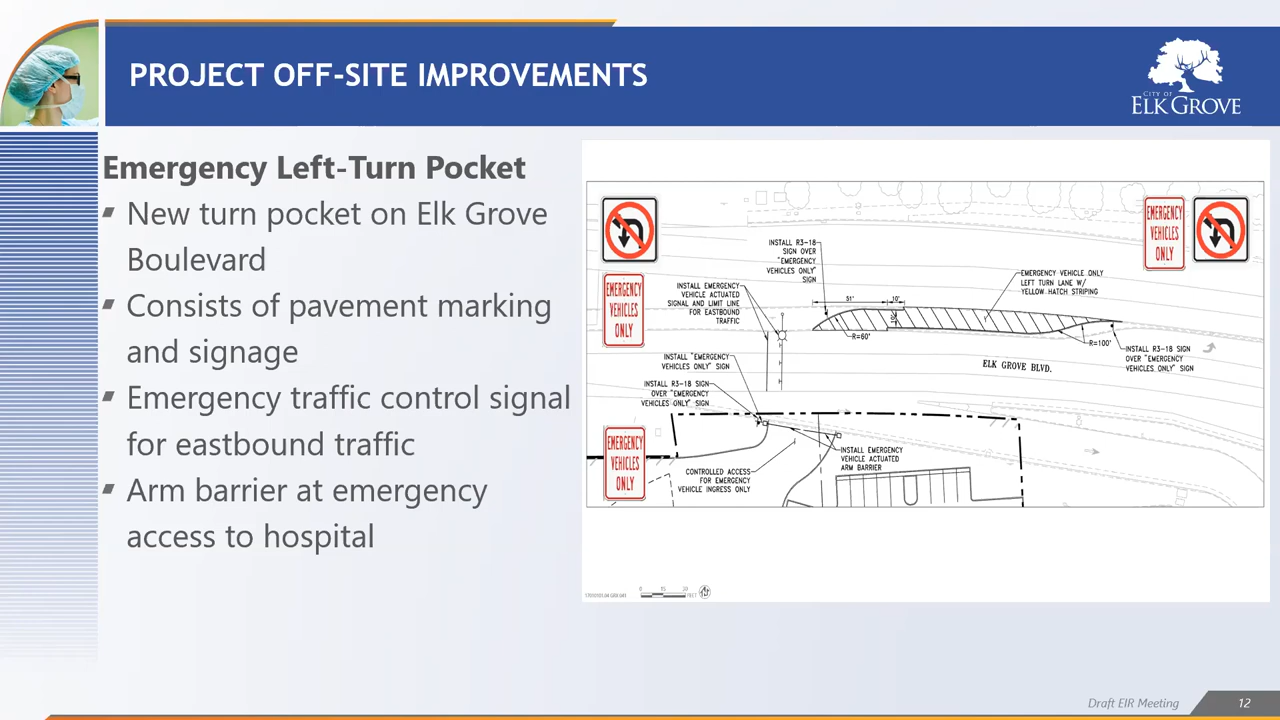 PROJECT OFF-SITE IMPROVEMENTS
CITY OF
ELK GROVE
Emergency Left-Turn Pocket
New turn pocket on Elk Grove
Boulevard
Consists of pavement marking
and signage
Emergency traffic control signal
for eastbound traffic
Arm barrier at emergency
access to hospital
EMERGENCY
VEHICLES
ONLY
EMERGENCY
VEHICLES
ONLY
EMERGENCY
VEHICLES
ONLY
INSTALL R3-18
SIGN OVER
"EMERGENCY
VEHICLES ONLY"
SIGN
INSTALL EMERGENCY
VEHICLE ACTUATED
SIGNAL AND LIMIT LINE
FOR EASTBOUND
TRAFFIC
EMERGENCY VEHICLE ONLY
LEFT TURN LANE W/
YELLOW HATCH STRIPING
51'
10'
R=60'
R=100'
INSTALL R3-18 SIGN
OVER "EMERGENCY
VEHICLES ONLY" SIGN
ELK GROVE BLVD.
INSTALL "EMERGENCY
VEHICLES ONLY" SIGN
INSTALL R3-18 SIGN
OVER "EMERGENCY
VEHICLES ONLY" SIGN
INSTALL EMERGENCY
VEHICLE ACTUATED
ARM BARRIER
CONTROLLED ACCESS
FOR EMERGENCY
VEHICLE INGRESS ONLY
FEET
Draft EIR Meeting
12